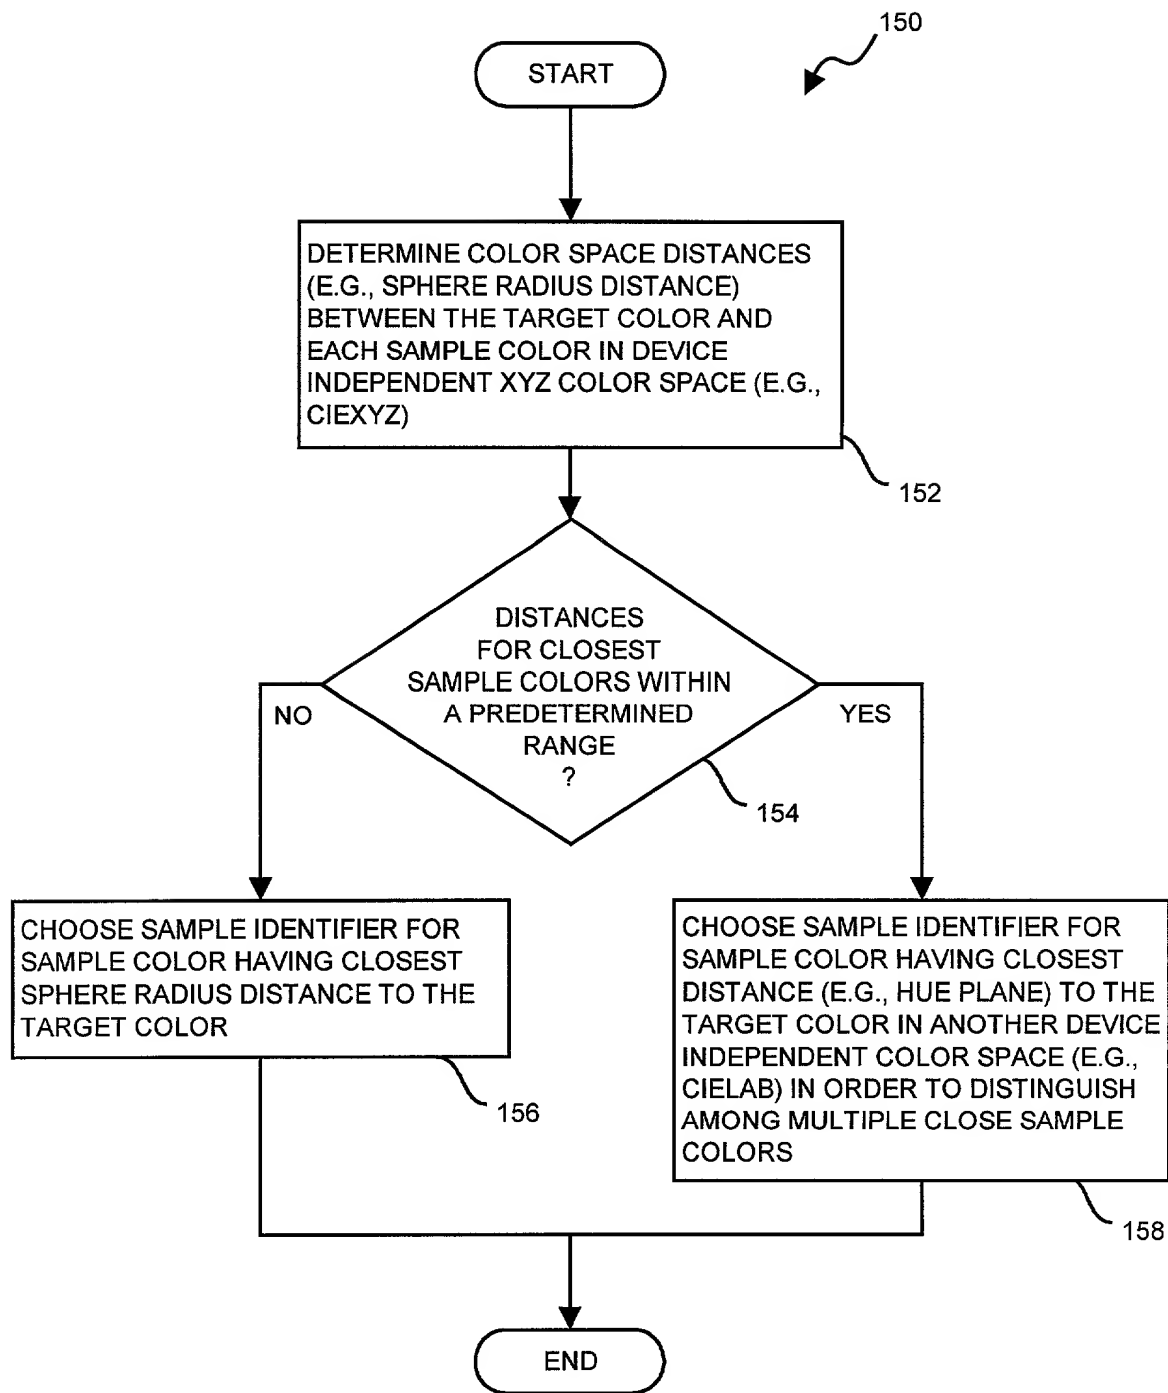 150
START
DETERMINE COLOR SPACE DISTANCES
(E.G., SPHERE RADIUS DISTANCE)
BETWEEN THE TARGET COLOR AND
EACH SAMPLE COLOR IN DEVICE
INDEPENDENT XYZ COLOR SPACE (E.G.,
CIEXYZ)
152
DISTANCES
FOR CLOSEST
SAMPLE COLORS WITHIN
A PREDETERMINED
RANGE
?
NO
YES
154
CHOOSE SAMPLE IDENTIFIER FOR
SAMPLE COLOR HAVING CLOSEST
SPHERE RADIUS DISTANCE TO THE
TARGET COLOR
156
CHOOSE SAMPLE IDENTIFIER FOR
SAMPLE COLOR HAVING CLOSEST
DISTANCE (E.G., HUE PLANE) TO THE
TARGET COLOR IN ANOTHER DEVICE
INDEPENDENT COLOR SPACE (E.G.,
CIELAB) IN ORDER TO DISTINGUISH
AMONG MULTIPLE CLOSE SAMPLE
COLORS
158
END